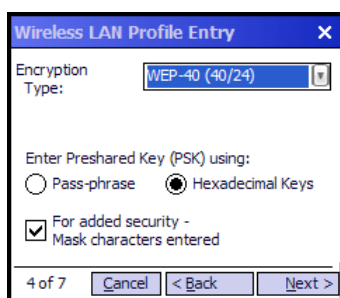 Wireless LAN Profile Entry
Encryption Type:
WEP-40 (40/24)
Enter Preshared Key (PSK) using:
Pass-phrase Hexadecimal Keys
For added security -
Mask characters entered
4 of 7 Cancel < Back Next >